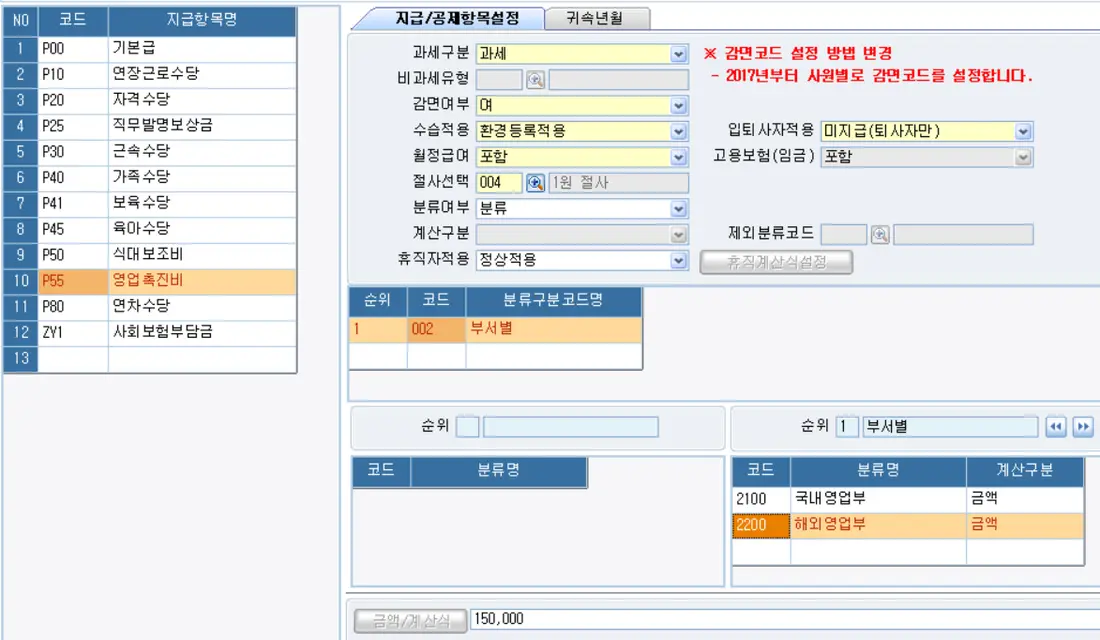 NO 코드 지급항목명
1 P00 기본급
2 P10 연장근로수당
3 P20 자격수당
4 P25 직무발명보상금
5 P30 근속수당
6 P40 가족수당
7 P41 보육수당
8 P45 육아수당
9 P50 식대보조비
10 P55 영업촉진비
11 P80 연차수당
12 ZY1 사회보험부담금
13
지급/공제항목설정 귀속년월
과세구분 과세
※ 감면코드 설정 방법 변경
비과세유형
- 2017년부터 사원별로 감면코드를 설정합니다.
감면여부 여
수습적용 환경등록적용 입퇴사자적용 미지급(퇴사자만)
월정급여 포함 고용보험(임금) 포함
절사선택 004 1원 절사
분류여부 분류
계산구분 제외분류코드
휴직자적용 정상적용 휴직계산식설정
순위 코드 분류구분코드명
1 002 부서별
순위 순위 1 부서별
코드 분류명 코드 분류명 계산구분
2100 국내영업부 금액
2200 해외영업부 금액
금액/계산식 150,000